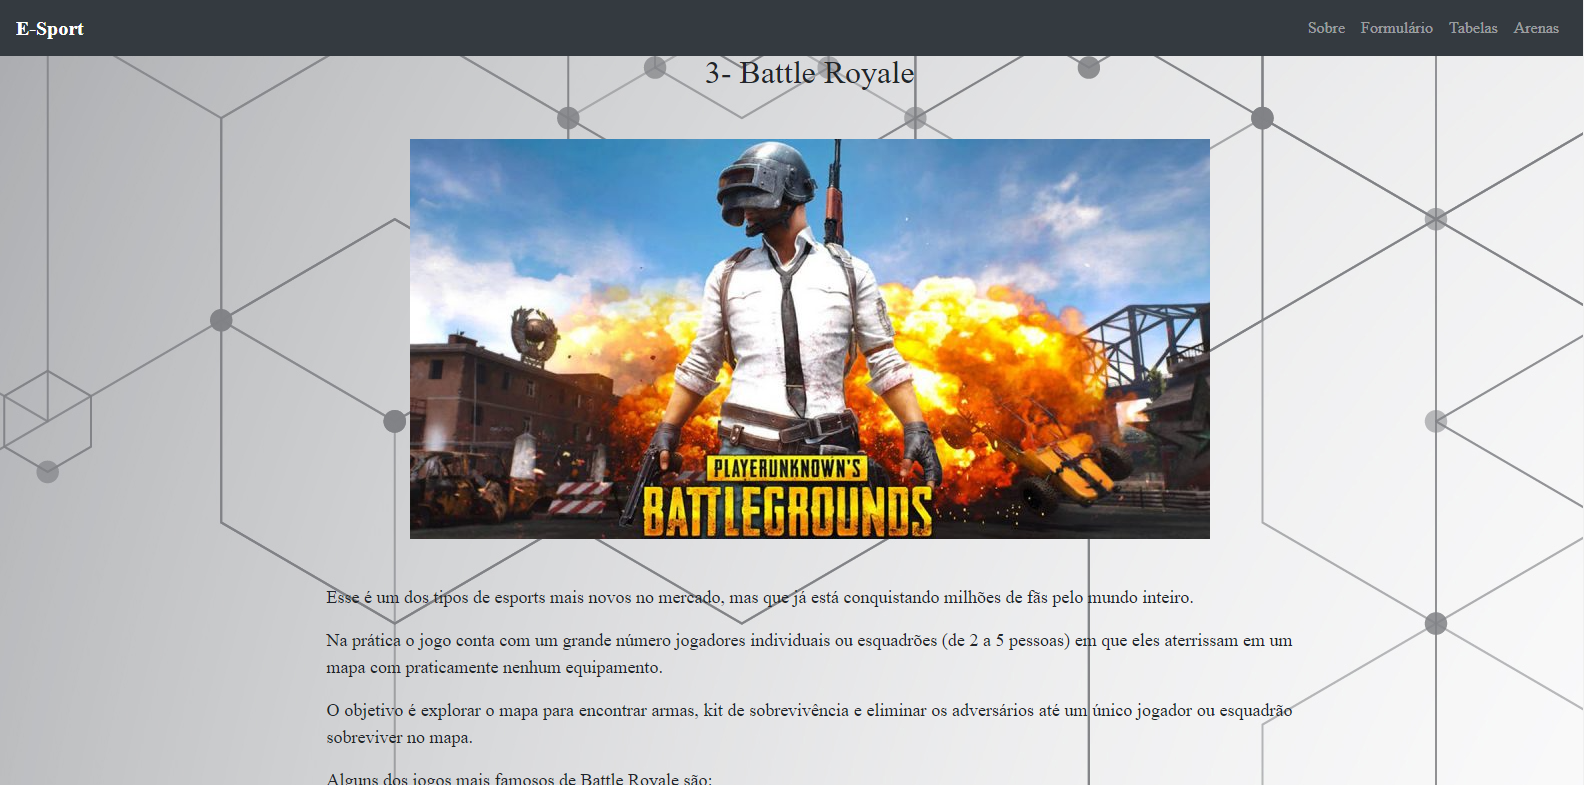 E-Sport
Sobre Formulário Tabelas Arenas
3- Battle Royale
PLAYERUNKNOWN'S
BATTLEGROUNDS
Esse é um dos tipos de esports mais novos no mercado, mas que já está conquistando milhões de fãs pelo mundo inteiro.
Na prática o jogo conta com um grande número jogadores individuais ou esquadrões (de 2 a 5 pessoas) em que eles aterrissam em um
mapa com praticamente nenhum equipamento.
O objetivo é explorar o mapa para encontrar armas, kit de sobrevivência e eliminar os adversários até um único jogador ou esquadrão
sobreviver no mapa.
Alguns dos jogos mais famosos de Battle Royale são: